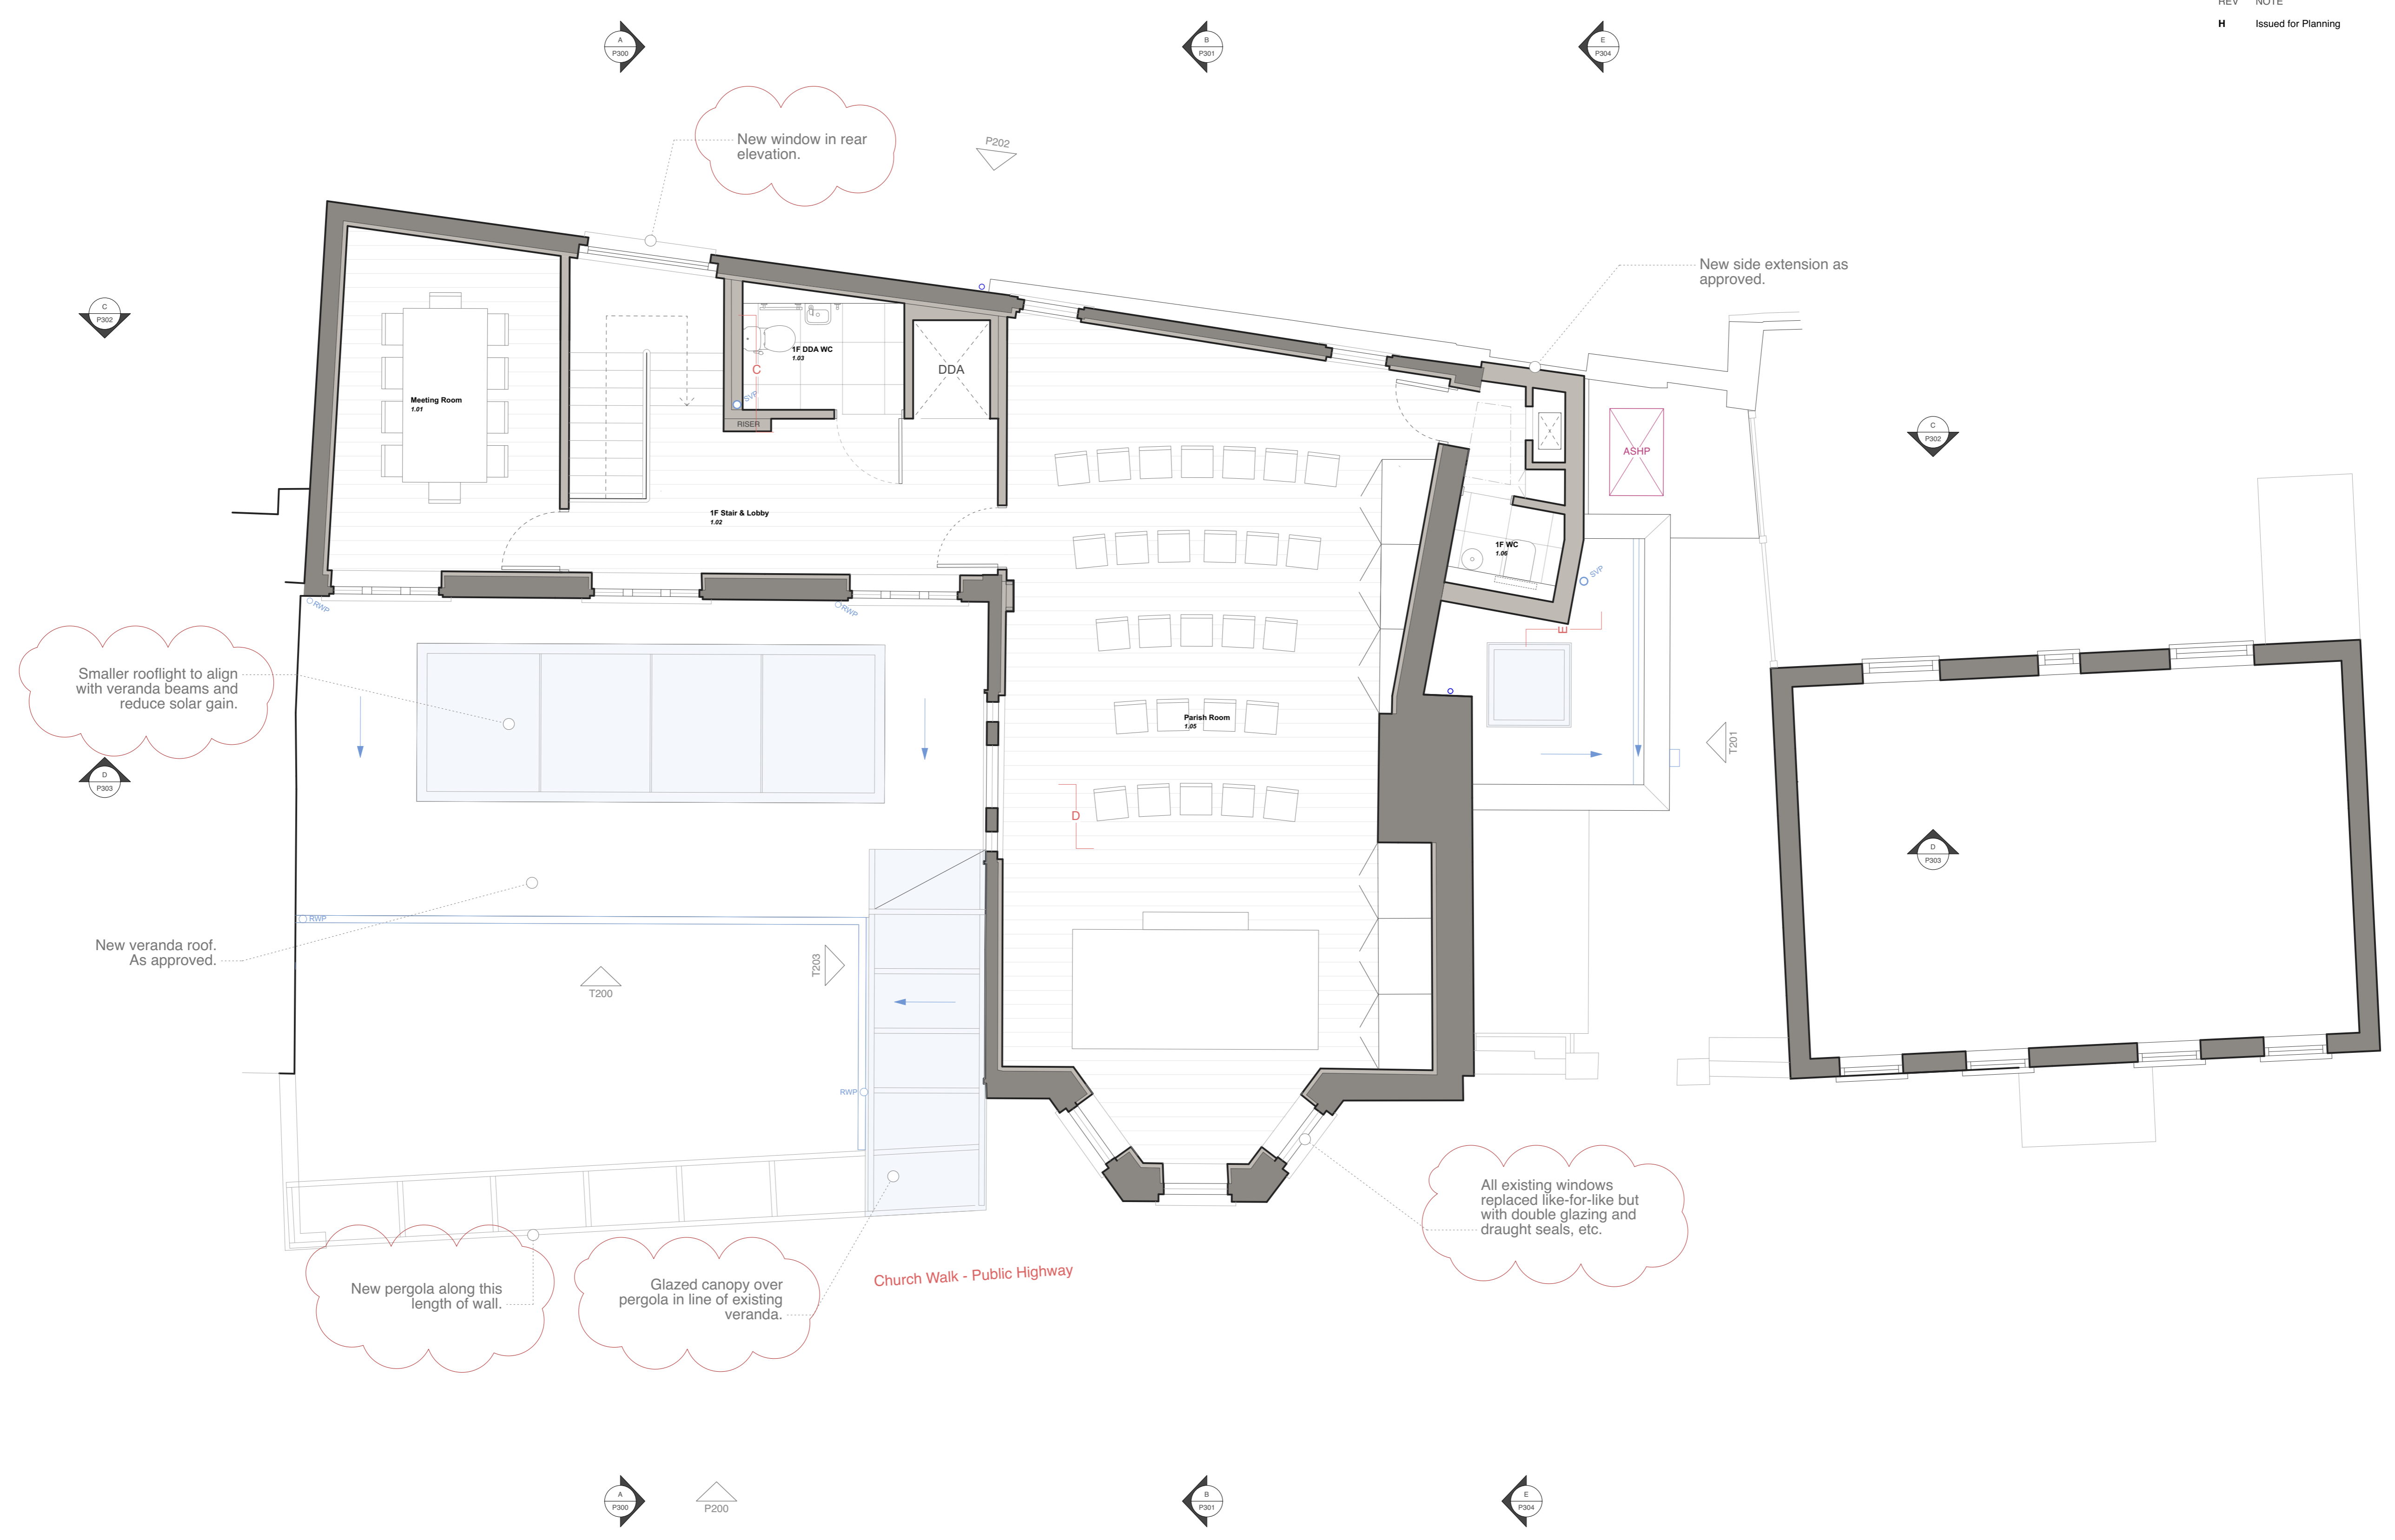 REV NOTE
H Issued for Planning
A
P300
B
P301
E
P304
New window in rear
elevation.
P202
New side extension as
approved.
C
P302
1F DDA WC
1.03
C
SVP
RISER
DDA
Meeting Room
1.01
ASHP
C
P302
1F Stair & Lobby
1.02
1F WC
1.06
SVP
RWP
RWP
E
Smaller rooflight to align
with veranda beams and
reduce solar gain.
Parish Room
1.05
T201
D
P303
D
D
P303
RWP
New veranda roof.
As approved.
T203
T200
RWP
All existing windows
replaced like-for-like but
with double glazing and
draught seals, etc.
Church Walk - Public Highway
New pergola along this
length of wall.
Glazed canopy over
pergola in line of existing
veranda.
A
P300
P200
B
P301
E
P304